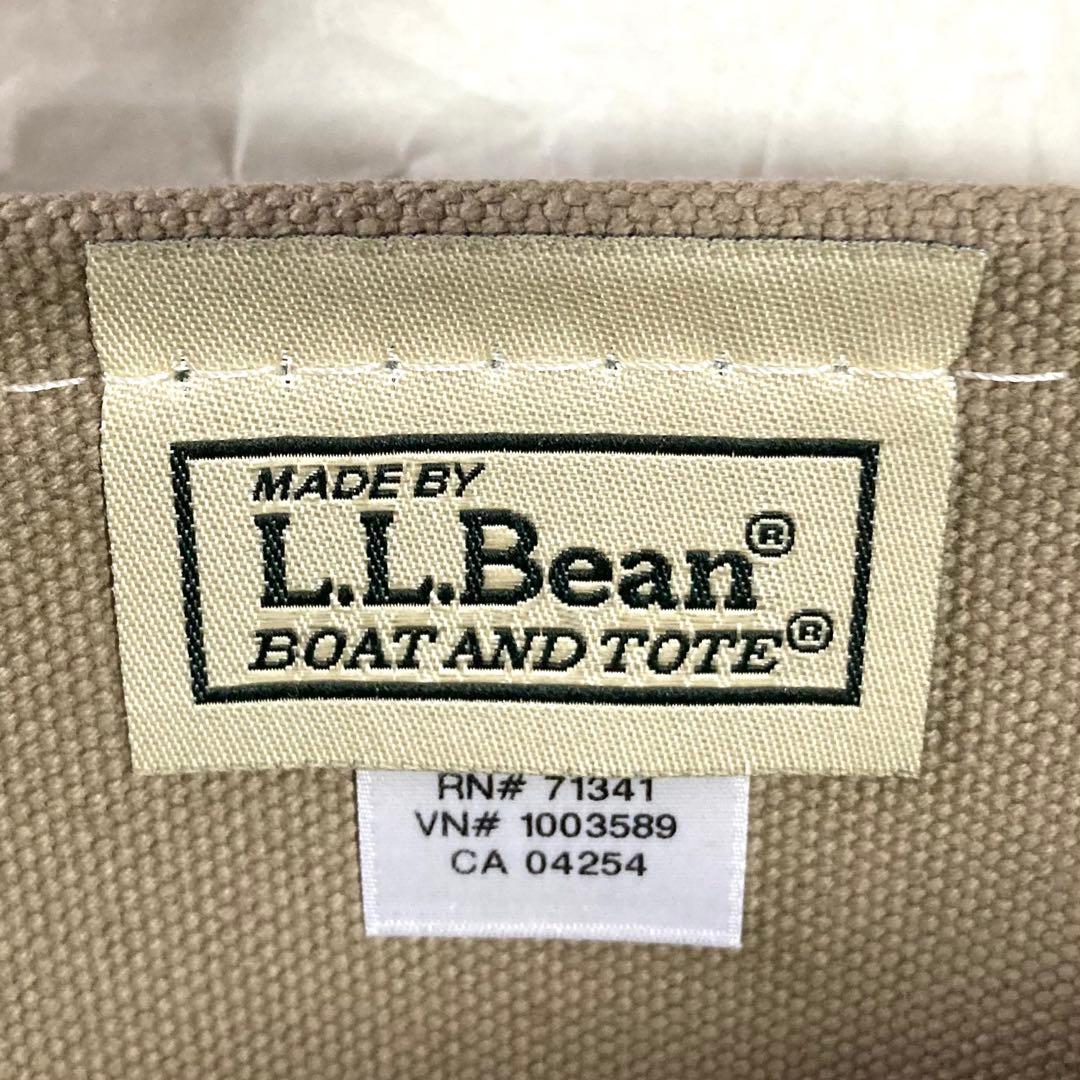 MADE BY
L.L.Bean®
BOAT AND TOTE®
RN# 71341
VN# 1003589
CA 04254